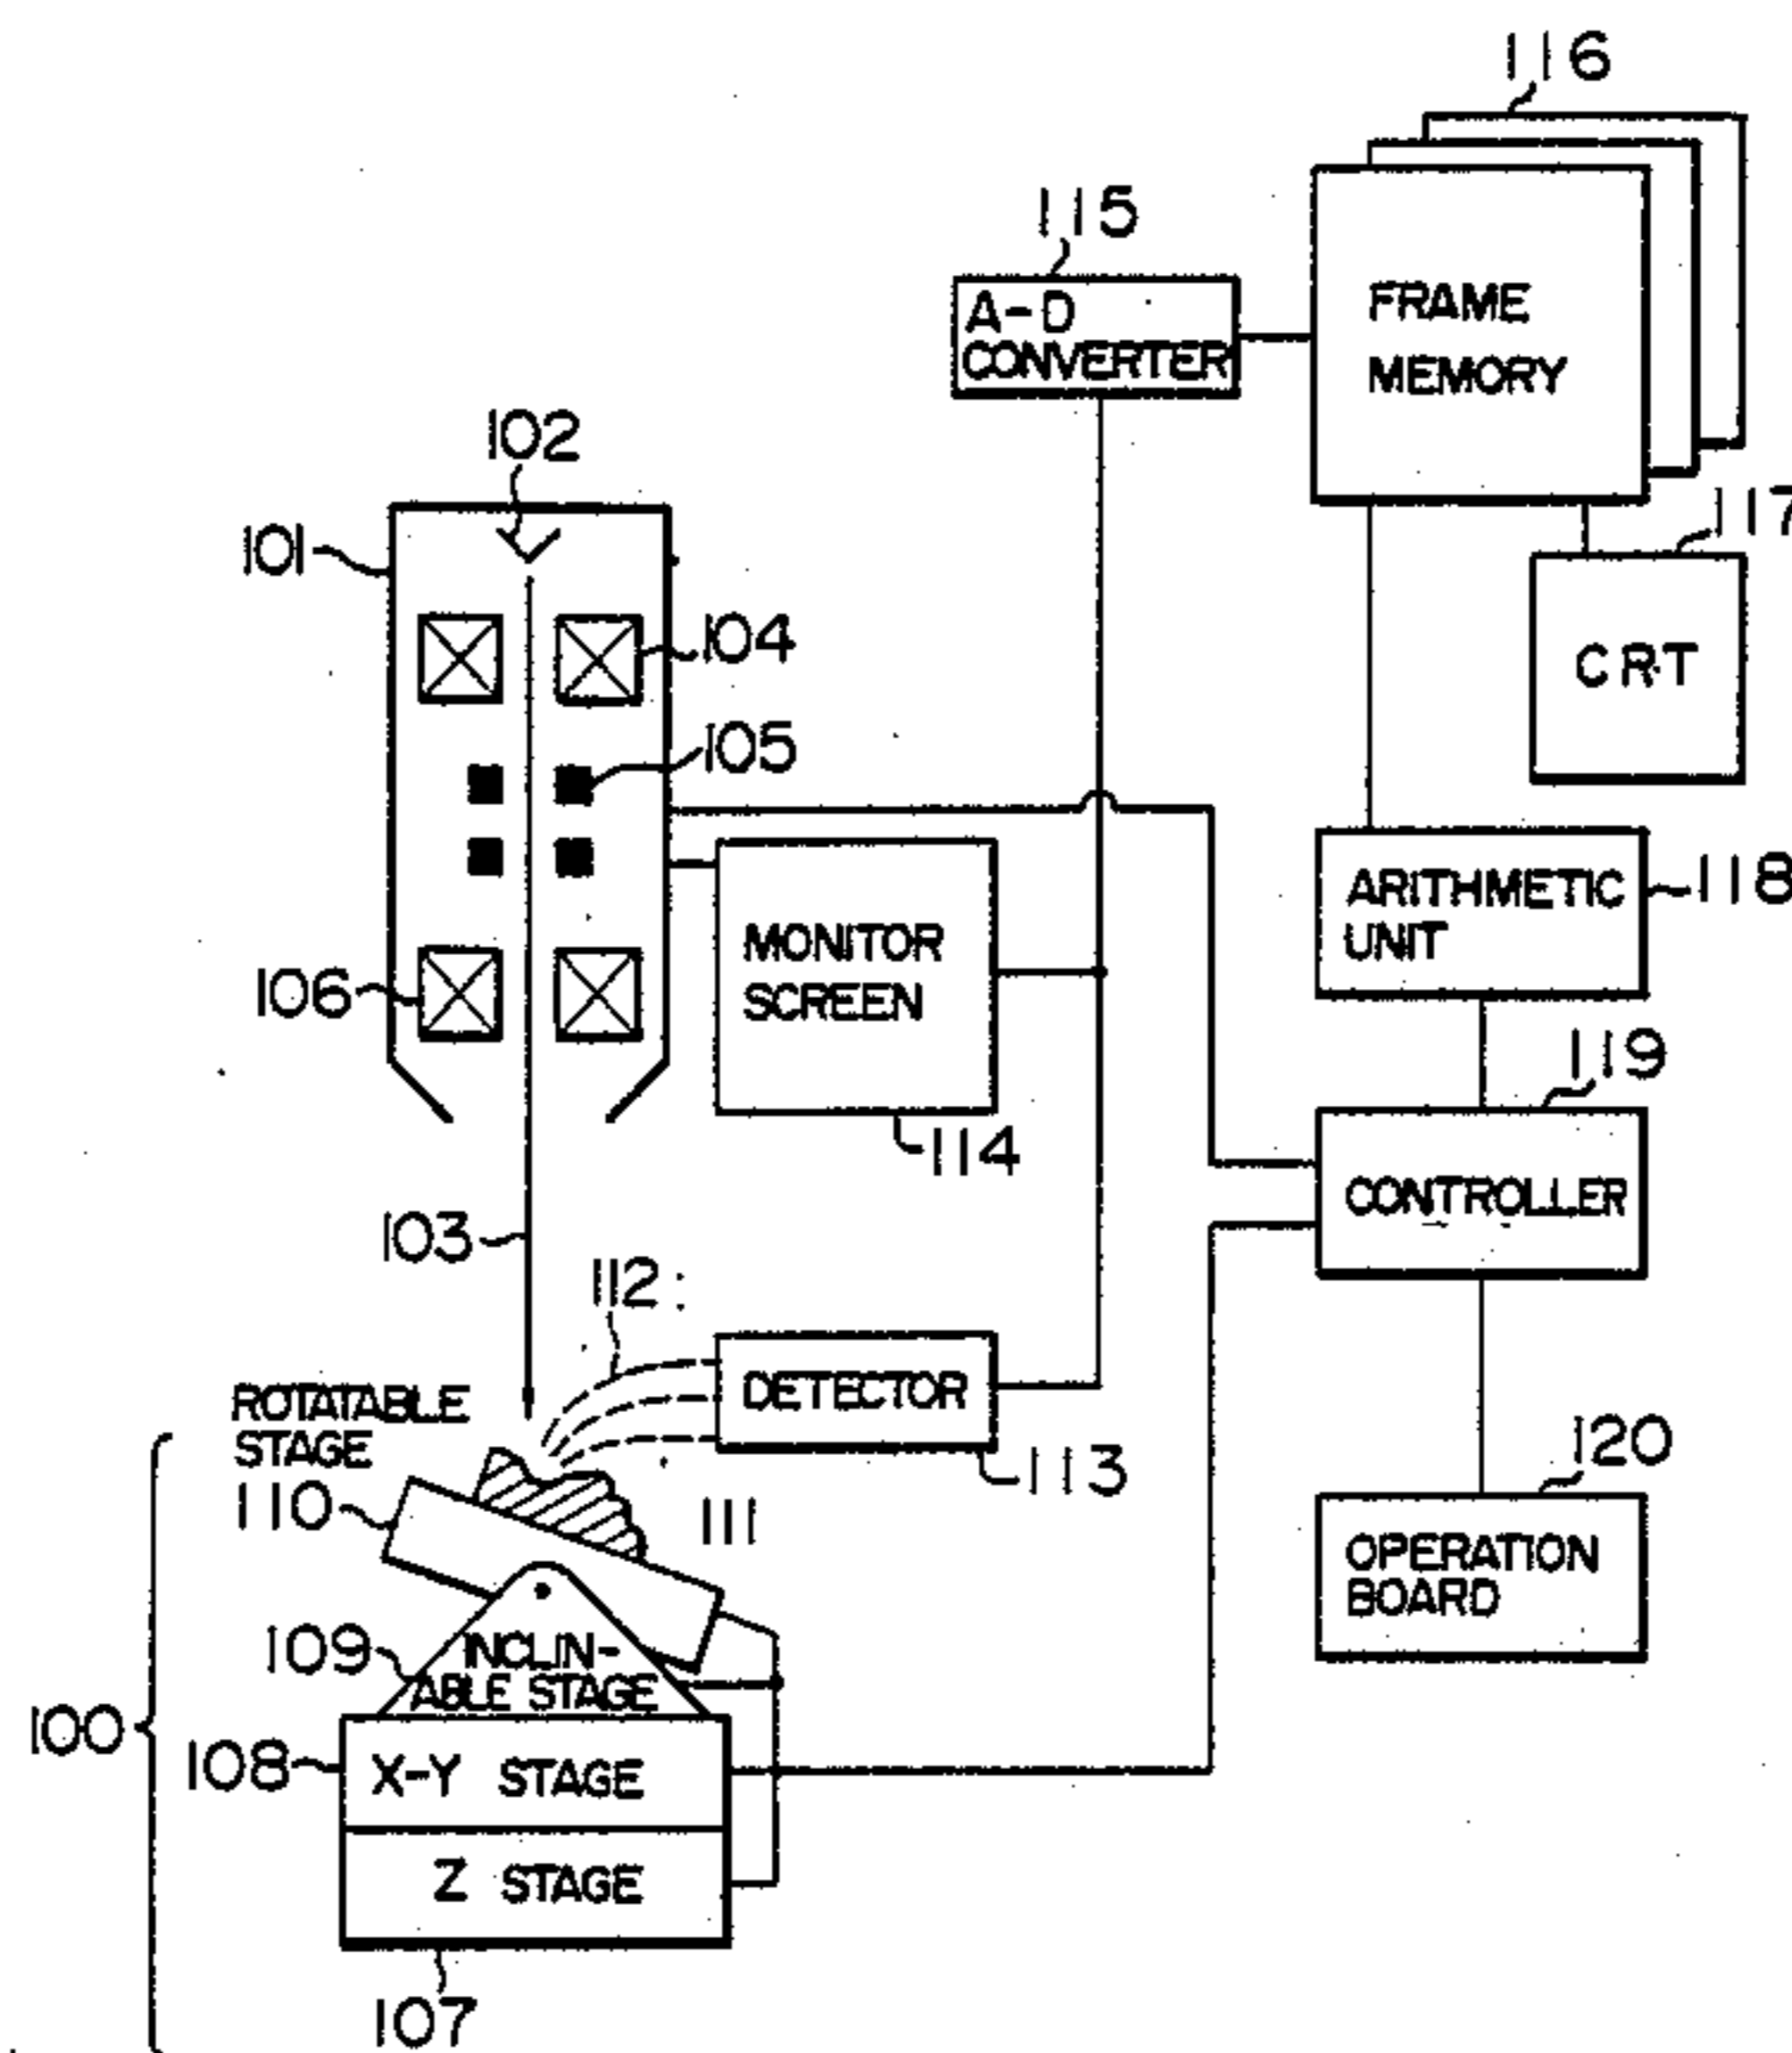 116
115
FRAME
MEMORY
A-D
CONVERTER
102
117
101
104
CRT
105
118
ARITHMETIC
UNIT
MONITOR
SCREEN
106
119
114
CONTROLLER
103
112
DETECTOR
ROTATABLE
STAGE
120
113
110
111
OPERATION
BOARD
109
INCLIN-
ABLE STAGE
100
108
X-Y STAGE
Z STAGE
107